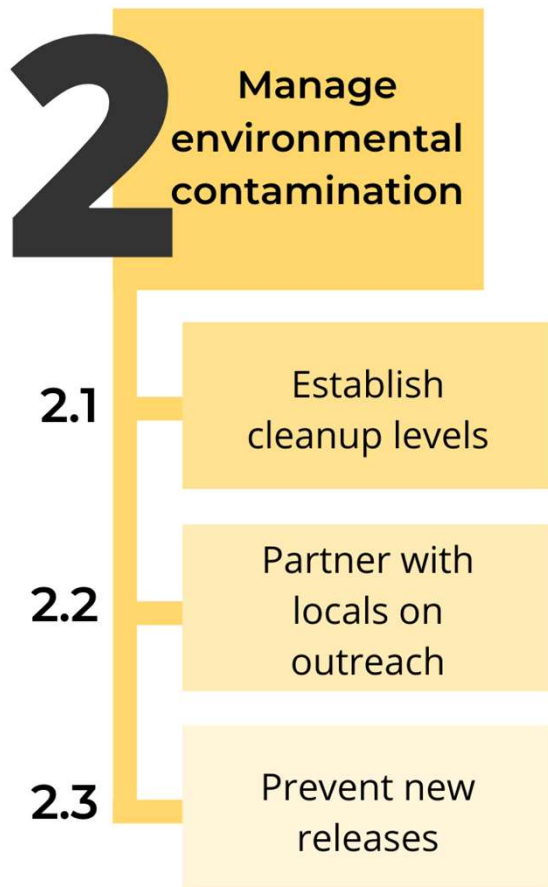 2
Manage
environmental
contamination
2.1
Establish
cleanup levels
2.2
Partner with
locals on
outreach
2.3
Prevent new
releases